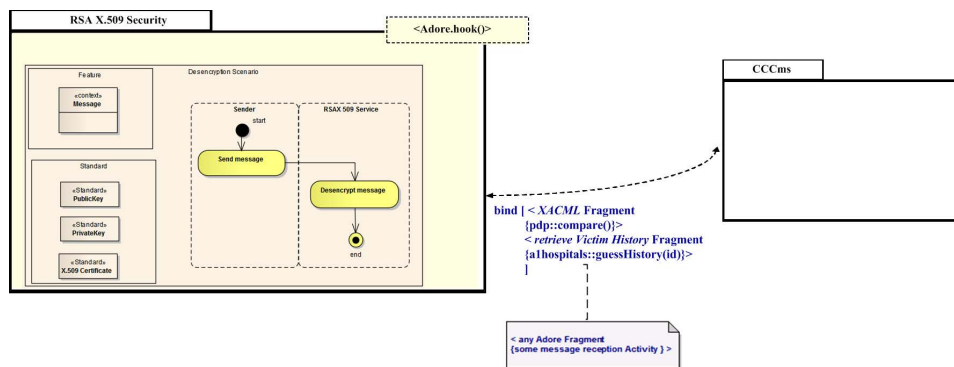 RSA X.509 Security
<Adore.hook()>
Desencryption Scenario
Feature
«context»
Message
Standard
«Standard»
PublicKey
«Standard»
PrivateKey
«Standard»
X.509 Certificate
Sender
start
Send message
RSAX 509 Service
Desencrypt message
end
CCCms
bind [ < XACML Fragment
{pdp::compare()}>
< retrieve Victim History Fragment
{a1hospitals::guessHistory(id)}>
]
< any Adore Fragment
{some message reception Activity } >